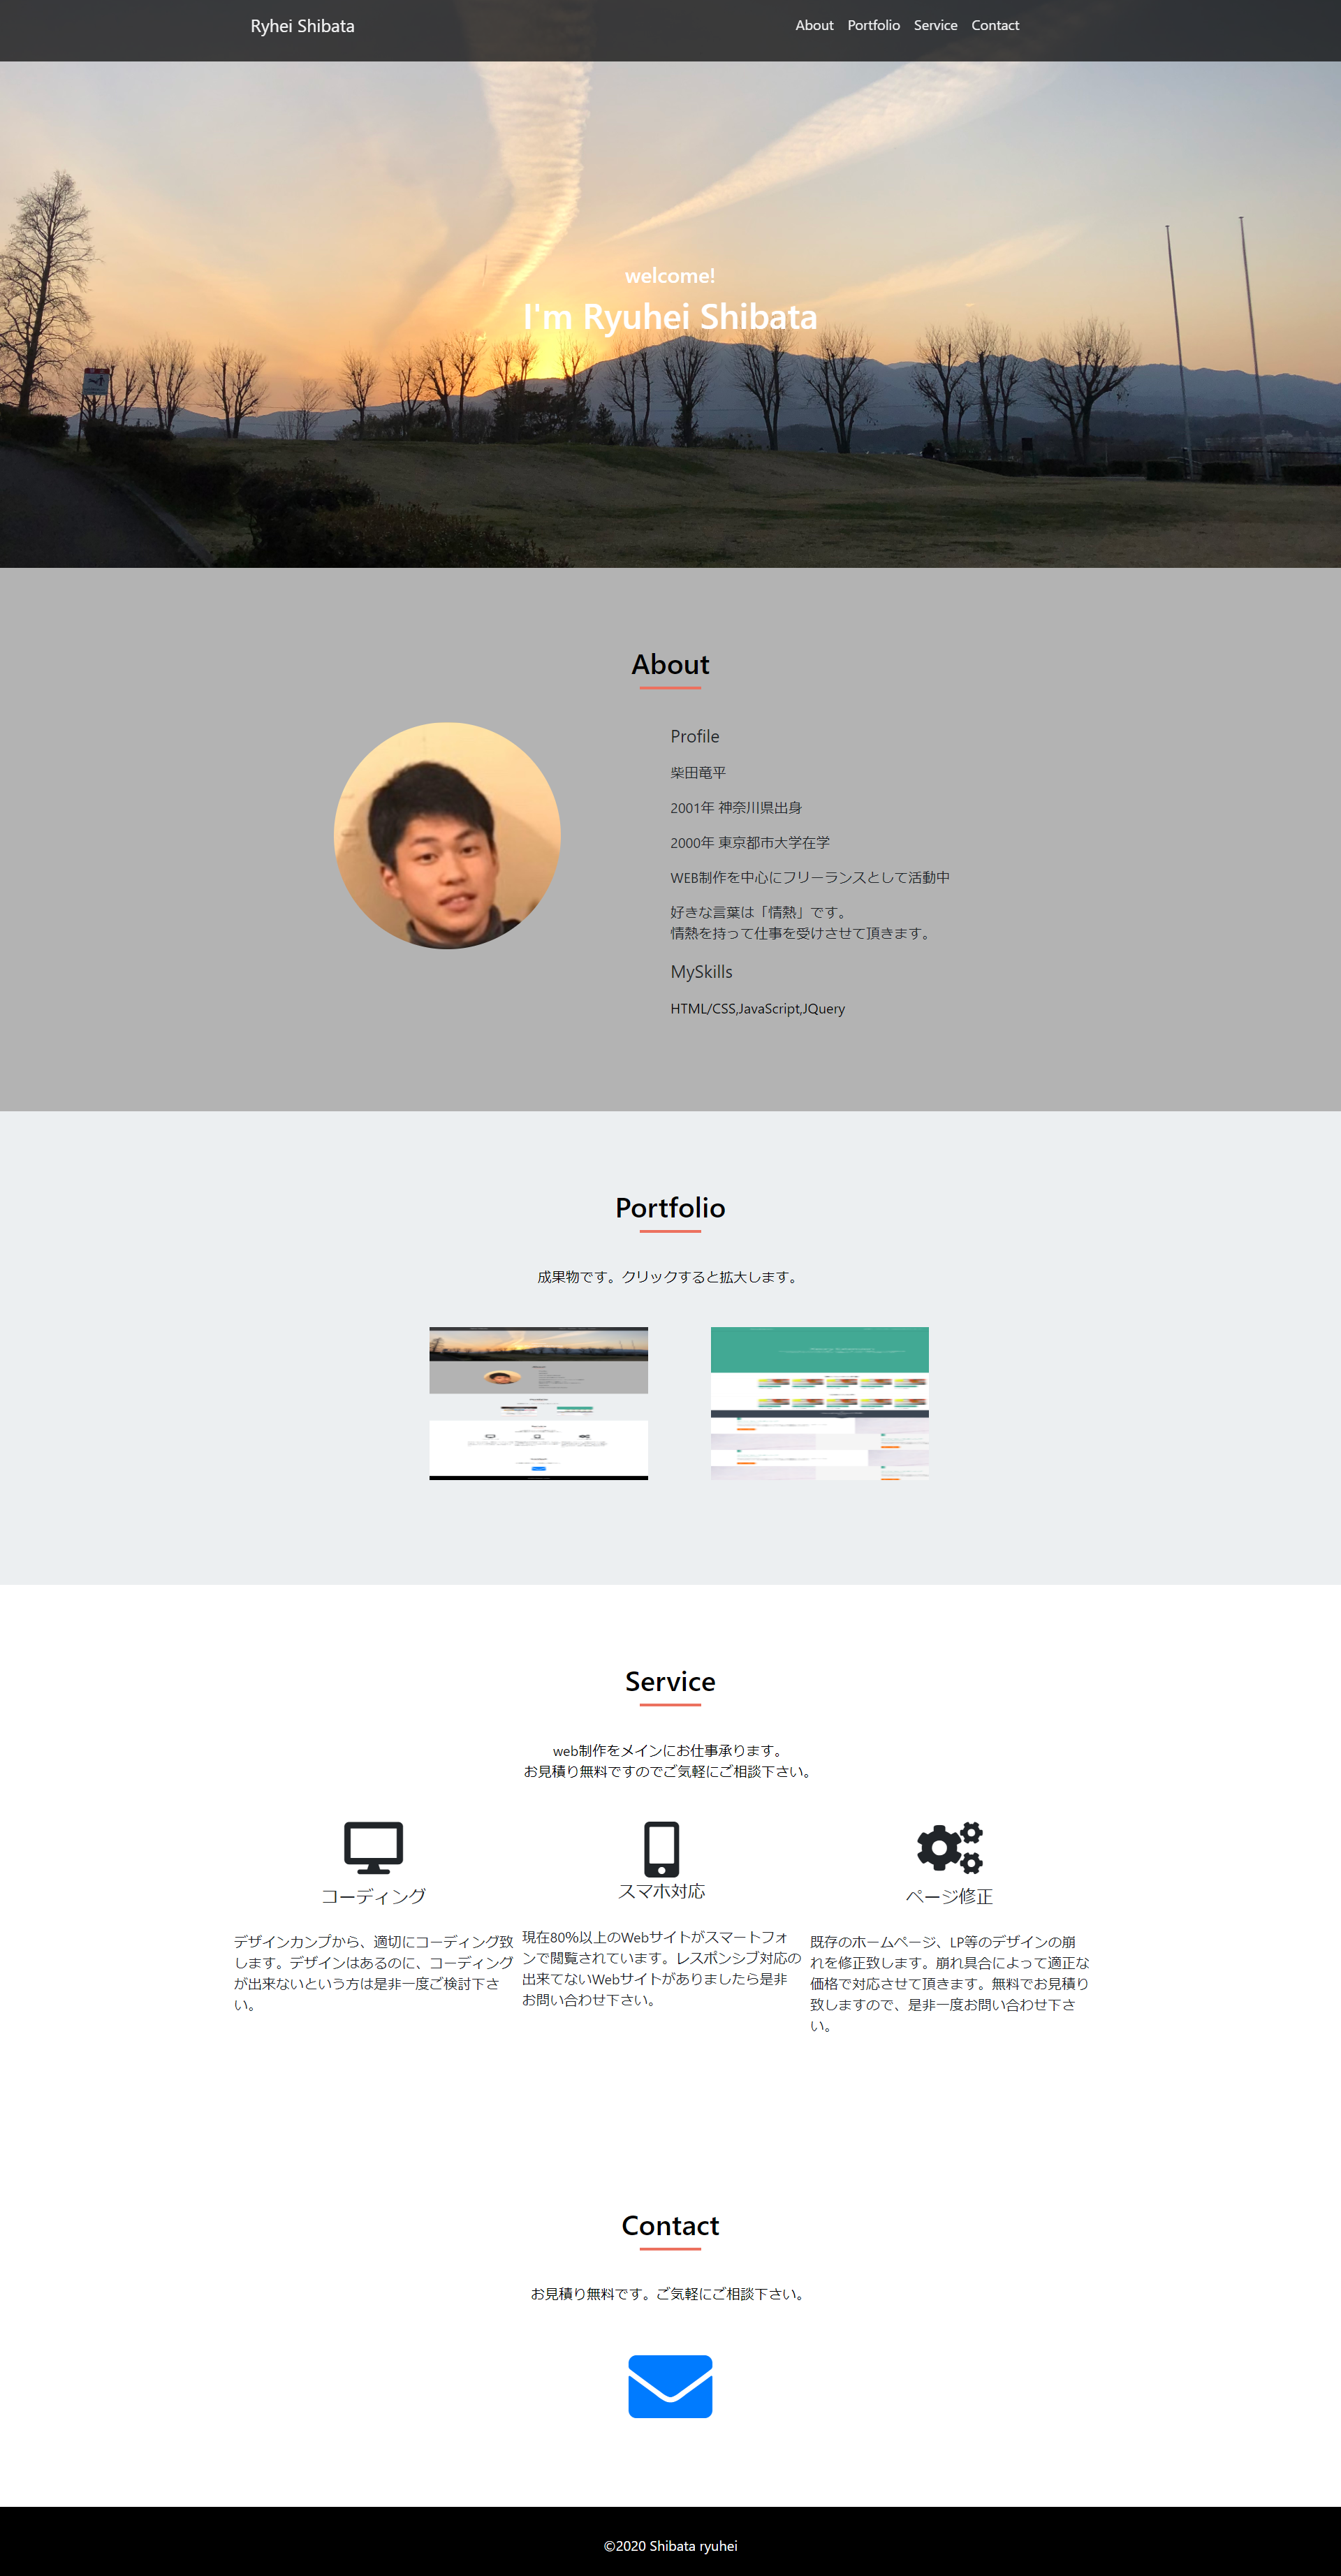 Ryhei Shibata
About Portfolio Service Contact
welcome!
I'm Ryuhei Shibata
About
Profile
柴田竜平
2001年 神奈川県出身
2000年 東京都市大学在学
WEB制作を中心にフリーランスとして活動中
好きな言葉は「情熱」です。
情熱を持って仕事を受けさせて頂きます。
MySkills
HTML/CSS,JavaScript,JQuery
Portfolio
成果物です。クリックすると拡大します。
Service
web制作をメインにお仕事承ります。
お見積り無料ですのでご気軽にご相談下さい。
コーディング
デザインカンプから、適切にコーディング致
します。デザインはあるのに、コーディング
が出来ないという方は是非一度ご検討下さ
い。
スマホ対応
現在80%以上のWebサイトがスマートフォ
ンで閲覧されています。レスポンシブ対応の
出来てないWebサイトがありましたら是非
お問い合わせ下さい。
ページ修正
既存のホームページ、LP等のデザインの崩
れを修正致します。崩れ具合によって適正な
価格で対応させて頂きます。無料でお見積り
致しますので、是非一度お問い合わせ下さ
い。
Contact
お見積り無料です。ご気軽にご相談下さい。
©2020 Shibata ryuhei